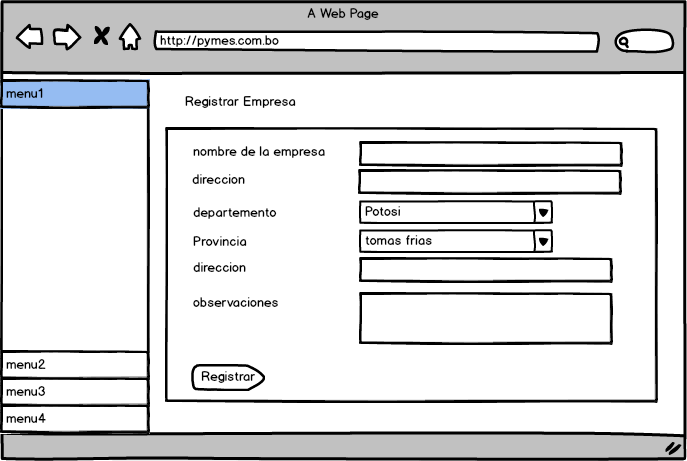 A Web Page
http://pymes.com.bo
menu1
menu2
menu3
menu4
Registrar Empresa
nombre de la empresa
direccion
departemento
Potosi
Provincia
tomas frias
direccion
observaciones
Registrar